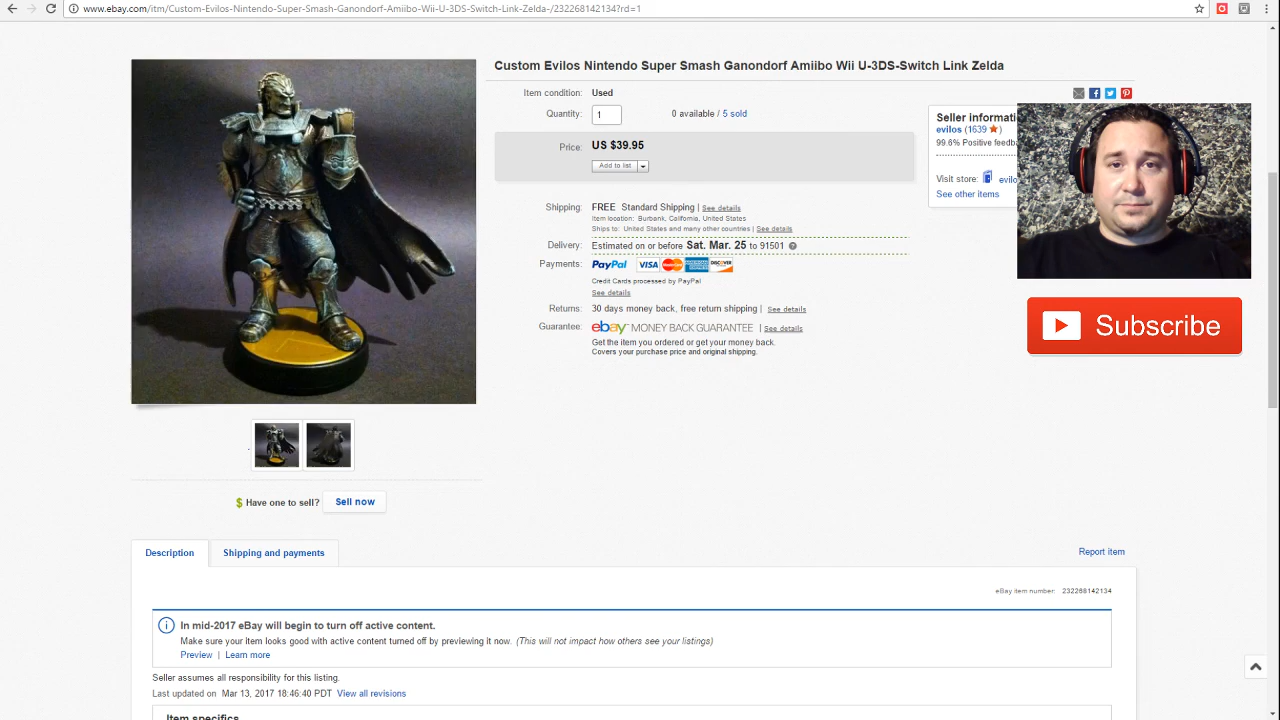 www.ebay.com/itm/Custom-Evilos-Nintendo-Super-Smash-Ganondorf-Amiibo-Wii-U-3DS-Switch-Link-Zelda-/232268142134?rd=1
Custom Evilos Nintendo Super Smash Ganondorf Amiibo Wii U-3DS-Switch Link Zelda
Item condition: Used
Quantity: 1 0 available / 5 sold
Price: US $39.95
Add to list
Shipping: FREE Standard Shipping | See details
Item location: Burbank, California, United States
Ships to: United States and many other countries | See details
Delivery: Estimated on or before Sat. Mar. 25 to 91501 ?
Payments: PayPal VISA MasterCard AMERICAN EXPRESS DISCOVER
Credit Cards processed by PayPal
See details
Returns: 30 days money back, free return shipping | See details
Guarantee: ebay MONEY BACK GUARANTEE | See details
Get the item you ordered or get your money back.
Covers your purchase price and original shipping.
Seller informati
evilos (1639
99.6% Positive feedb
Visit store: evilo
See other items
Subscribe
$ Have one to sell? Sell now
Description Shipping and payments
Report item
eBay item number: 232268142134
i In mid-2017 eBay will begin to turn off active content.
Make sure your item looks good with active content turned off by previewing it now. (This will not impact how others see your listings)
Preview | Learn more
Seller assumes all responsibility for this listing.
Last updated on Mar 13, 2017 18:46:40 PDT View all revisions
Item specifics